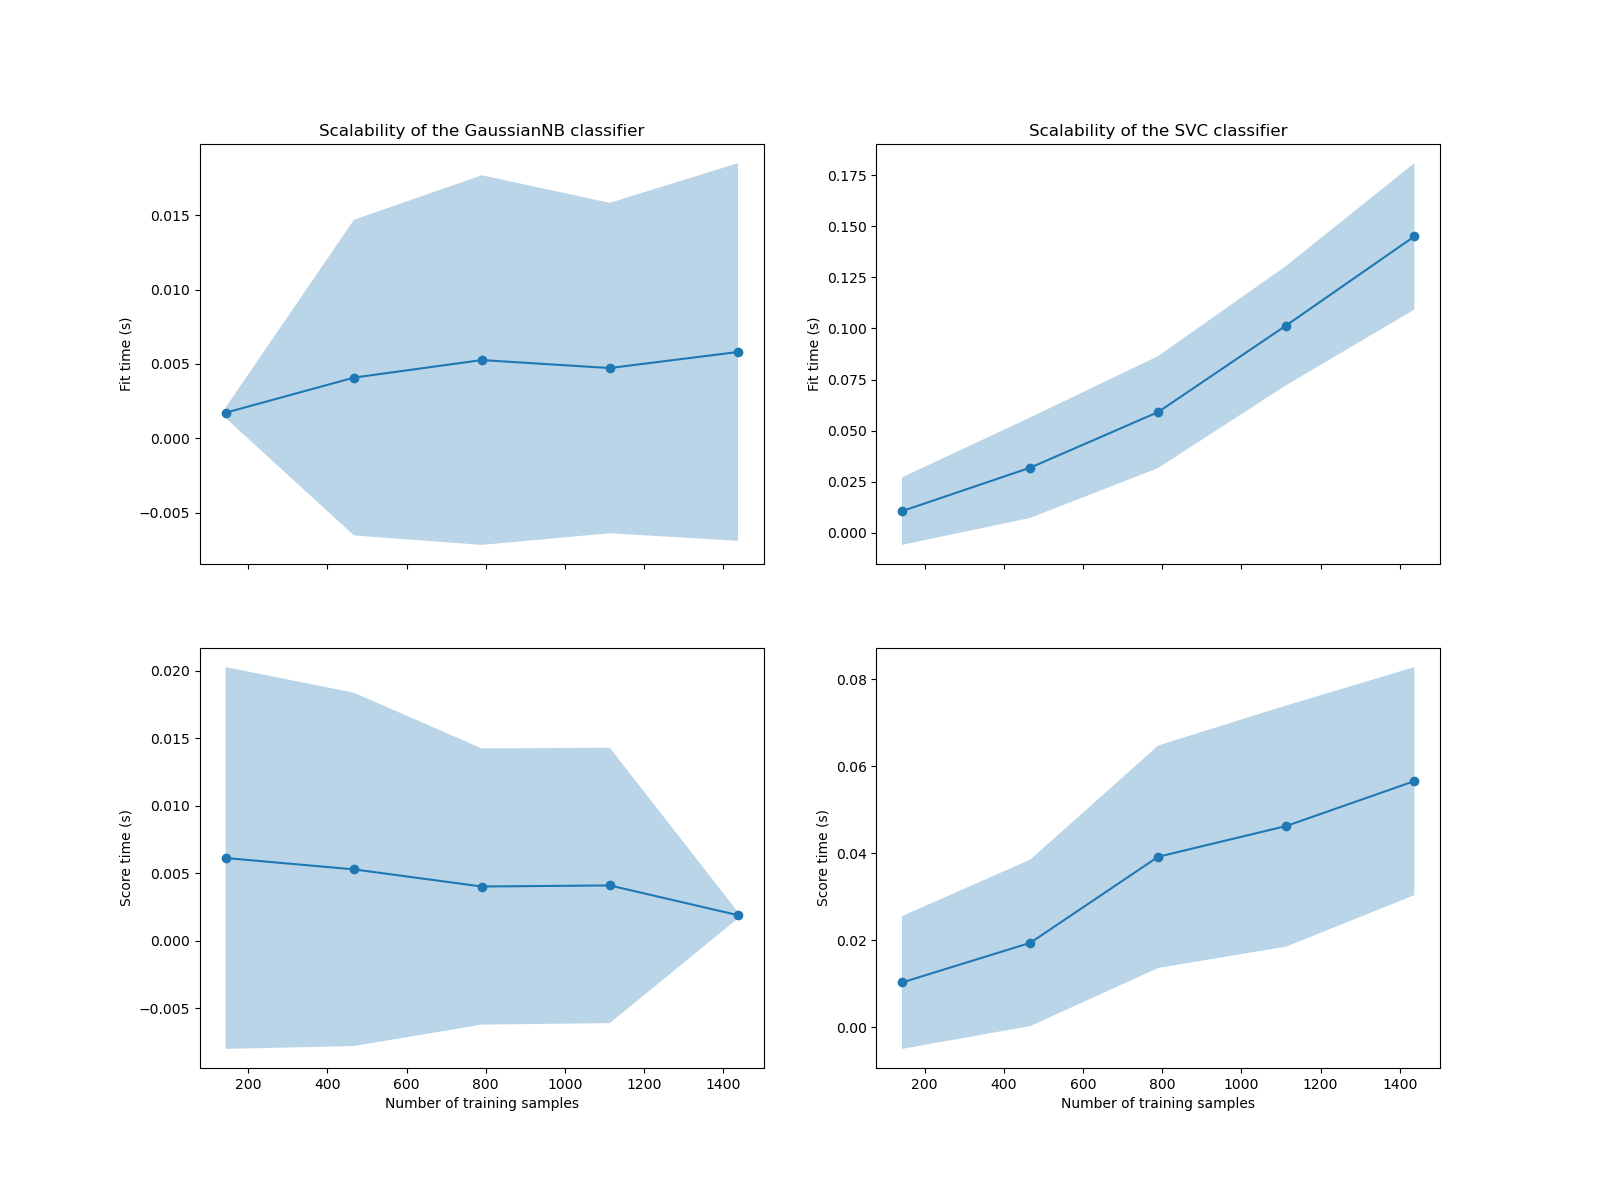 Scalability of the GaussianNB classifier
Fit time (s)
0.015
0.010
0.005
0.000
−0.005
Scalability of the SVC classifier
Fit time (s)
0.175
0.150
0.125
0.100
0.075
0.050
0.025
0.000
Score time (s)
0.020
0.015
0.010
0.005
0.000
−0.005
200 400 600 800 1000 1200 1400
Number of training samples
Score time (s)
0.08
0.06
0.04
0.02
0.00
200 400 600 800 1000 1200 1400
Number of training samples